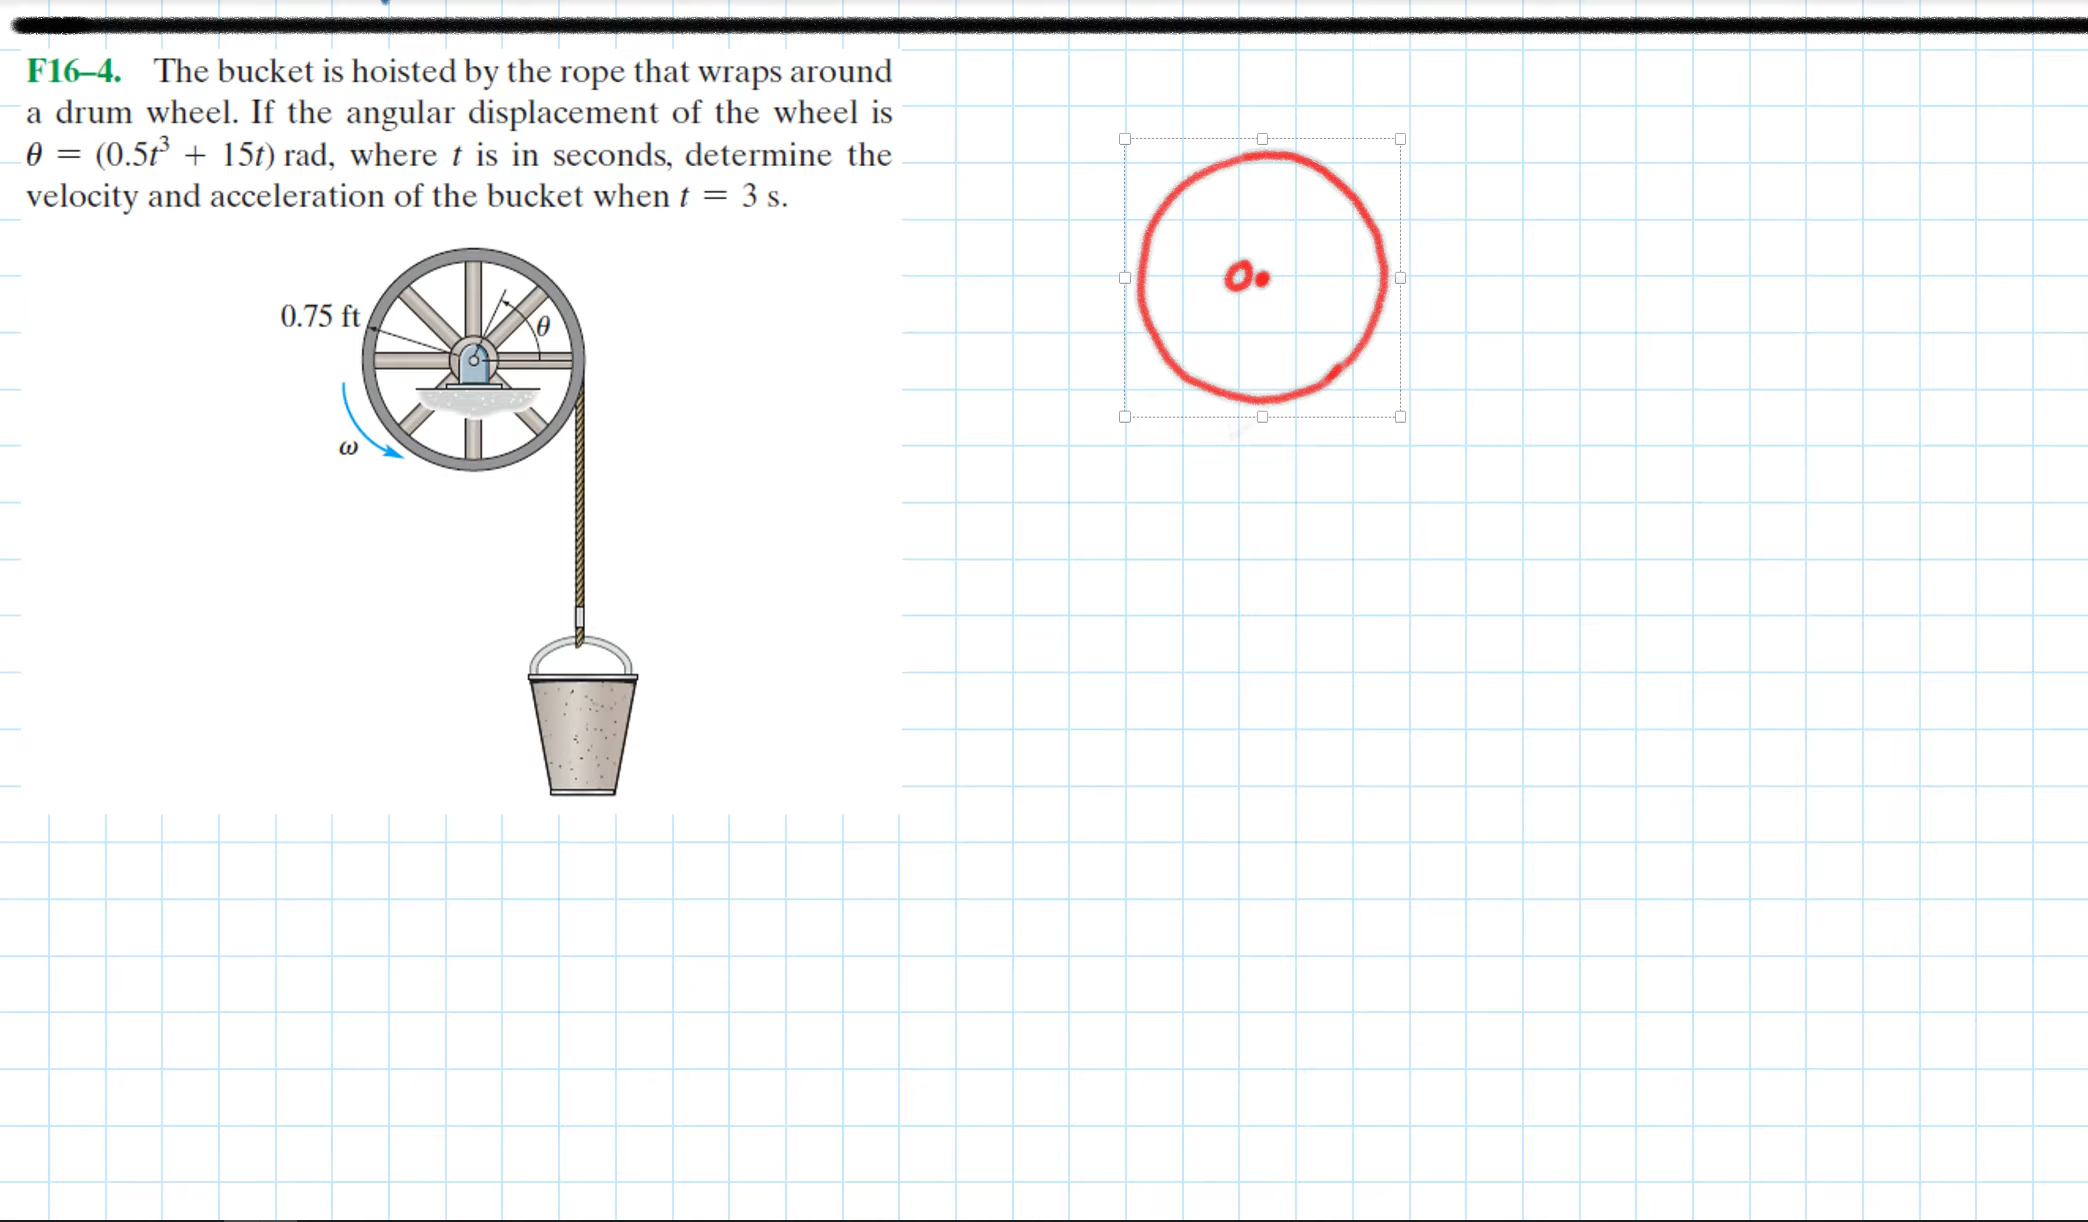 F16–4. The bucket is hoisted by the rope that wraps around
a drum wheel. If the angular displacement of the wheel is
θ = (0.5t³ + 15t) rad, where t is in seconds, determine the
velocity and acceleration of the bucket when t = 3 s.
0.75 ft
θ
ω
O